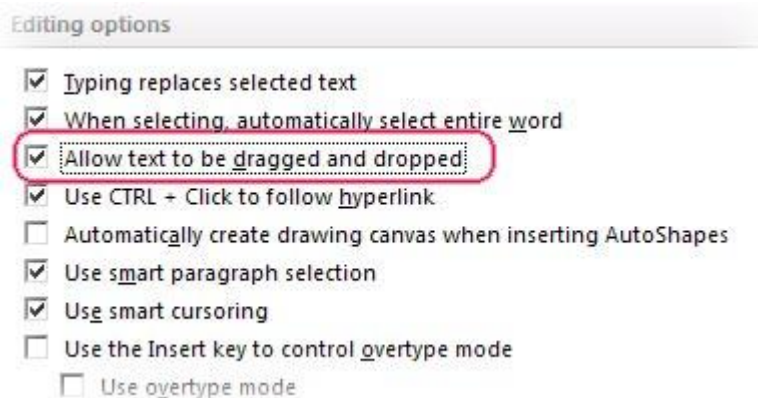 Editing options
Typing replaces selected text
When selecting, automatically select entire word
Allow text to be dragged and dropped
Use CTRL + Click to follow hyperlink
Automatically create drawing canvas when inserting AutoShapes
Use smart paragraph selection
Use smart cursoring
Use the Insert key to control overtype mode
Use overtype mode